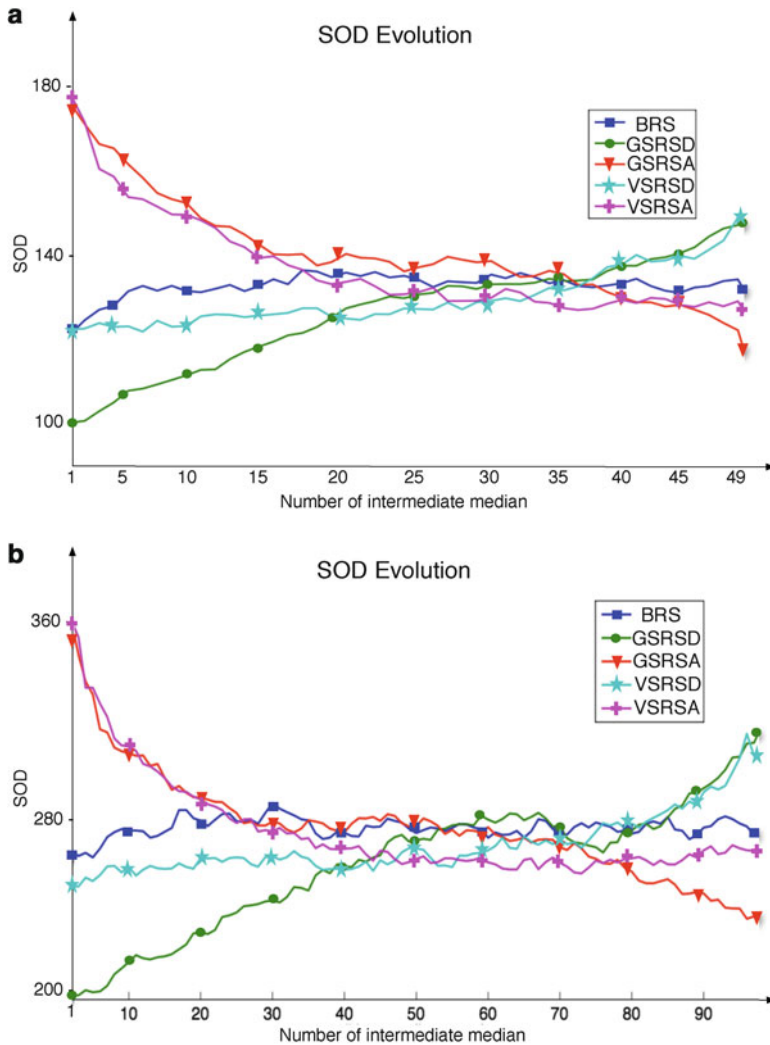 a
SOD Evolution
180
140
100
SOD
BRS
GSRSD
GSRSA
VSRSD
VSRSA
1 5 10 15 20 25 30 35 40 45 49
Number of intermediate median
b
SOD Evolution
360
280
200
SOD
BRS
GSRSD
GSRSA
VSRSD
VSRSA
1 10 20 30 40 50 60 70 80 90
Number of intermediate median